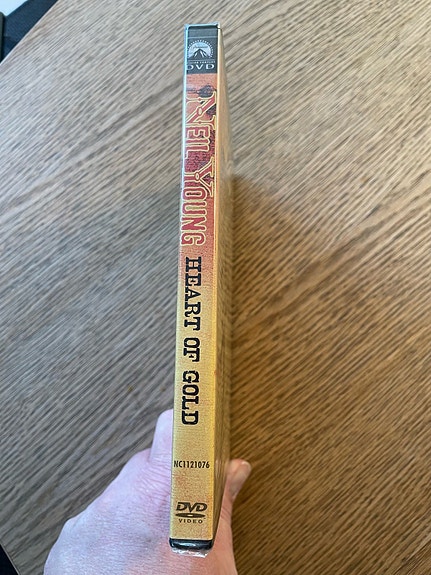 DVD
NEIL YOUNG
HEART OF GOLD
NC1121076
DVD
VIDEO